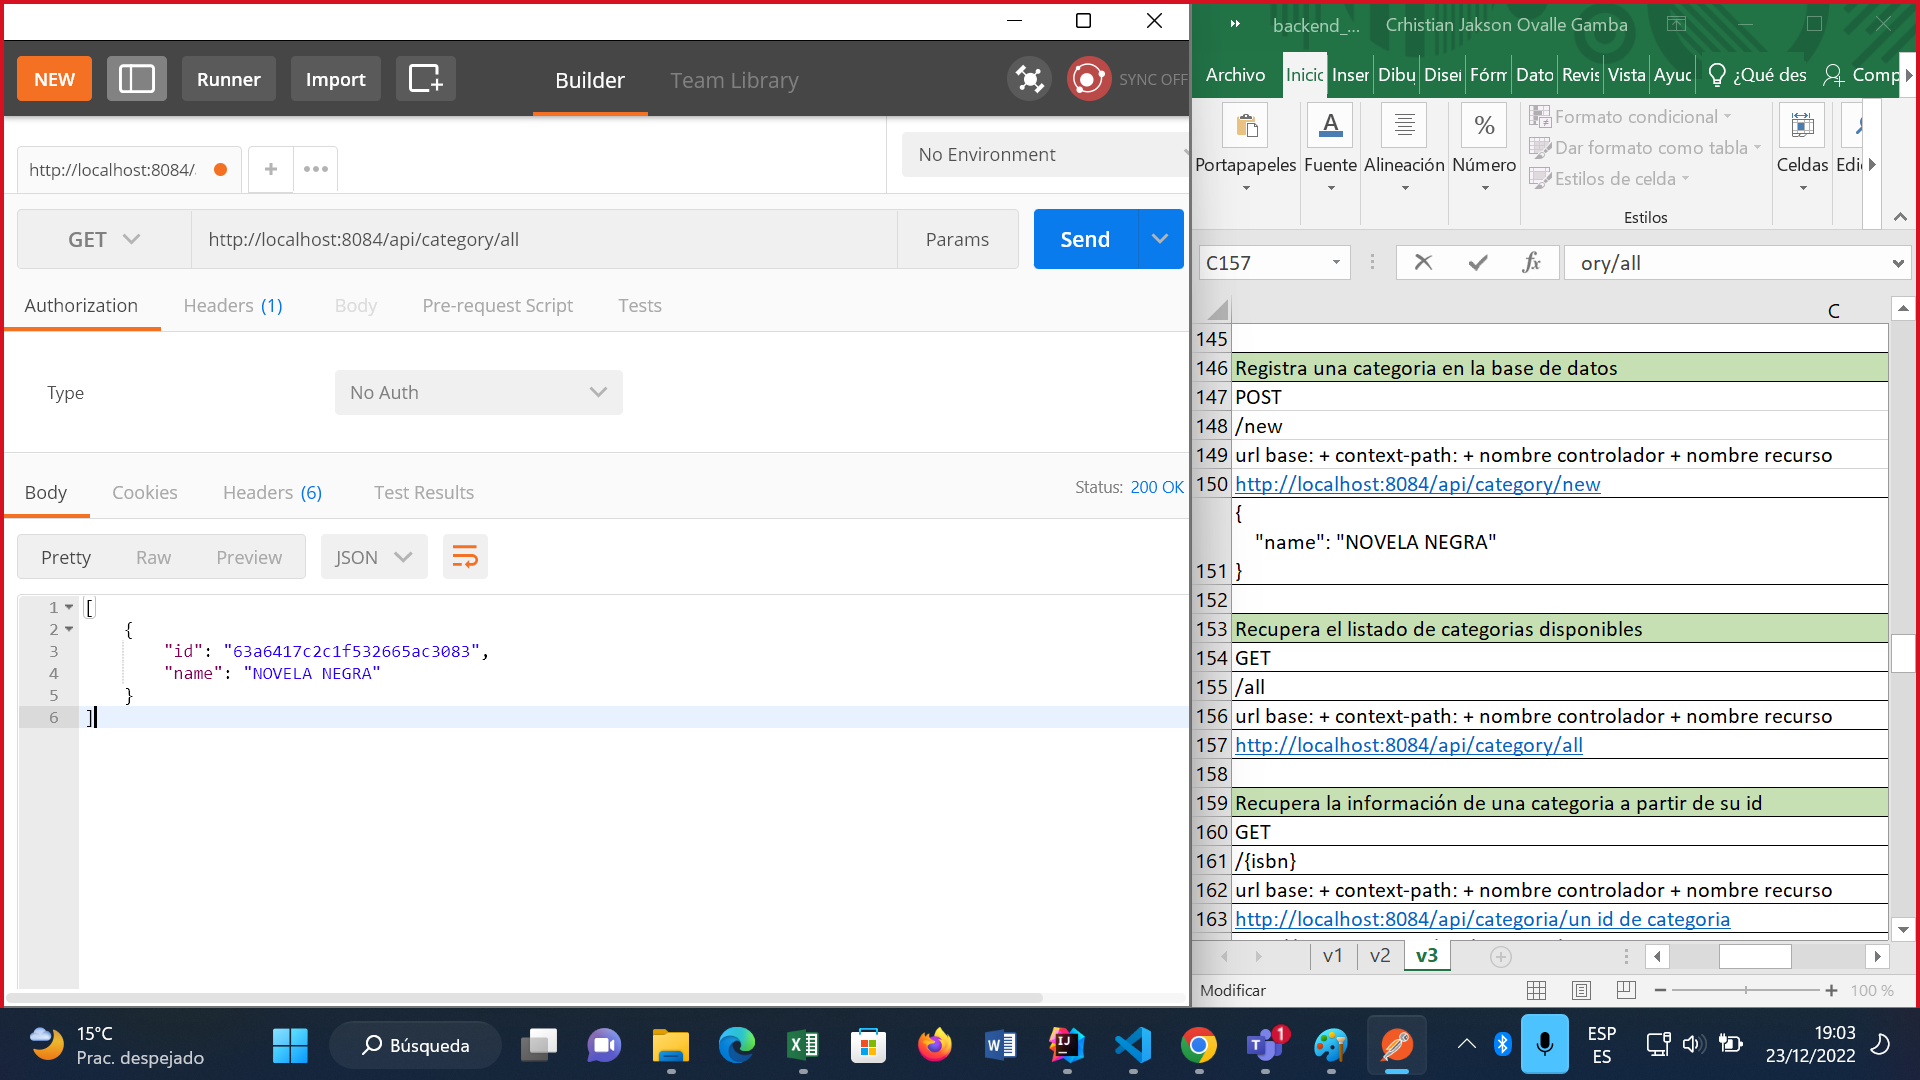 NEW
Runner
Import
Builder
Team Library
SYNC OFF
http://localhost:8084/
No Environment
GET
http://localhost:8084/api/category/all
Params
Send
Authorization
Headers (1)
Body
Pre-request Script
Tests
Type
No Auth
Body
Cookies
Headers (6)
Test Results
Status: 200 OK
Pretty
Raw
Preview
JSON
1 [
2 {
3 "id": "63a6417c2c1f532665ac3083",
4 "name": "NOVELA NEGRA"
5 }
6 ]
backend_...
Crhistian Jakson Ovalle Gamba
Archivo
Inicio
Inser
Dibu
Disei
Fórm
Dato
Revis
Vista
Ayuc
¿Qué des
Comp
Portapapeles
Fuente
Alineación
Número
Formato condicional
Dar formato como tabla
Estilos de celda
Estilos
Celdas
Edi
C157
fx
ory/all
C
145
146 Registra una categoria en la base de datos
147 POST
148 /new
149 url base: + context-path: + nombre controlador + nombre recurso
150 http://localhost:8084/api/category/new
{
"name": "NOVELA NEGRA"
151 }
152
153 Recupera el listado de categorias disponibles
154 GET
155 /all
156 url base: + context-path: + nombre controlador + nombre recurso
157 http://localhost:8084/api/category/all
158
159 Recupera la información de una categoria a partir de su id
160 GET
161 /{isbn}
162 url base: + context-path: + nombre controlador + nombre recurso
163 http://localhost:8084/api/categoria/un id de categoria
v1
v2
v3
Modificar
100 %
15°C
Prac. despejado
Búsqueda
1
ESP
ES
19:03
23/12/2022